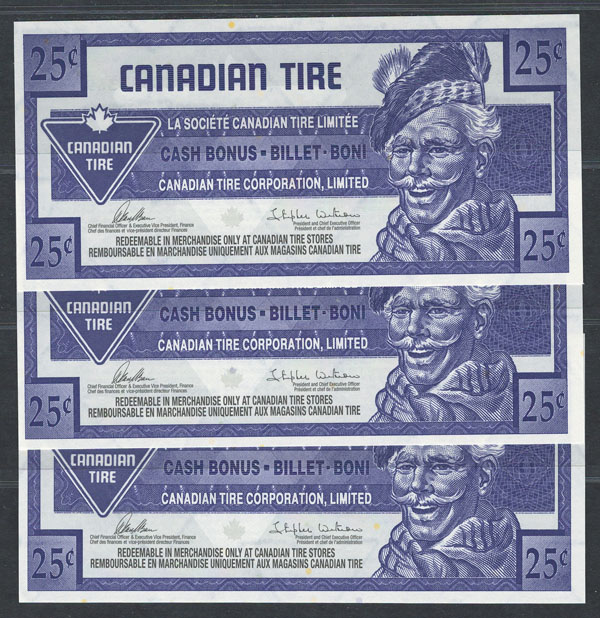 25¢ 25¢
CANADIAN TIRE
LA SOCIÉTÉ CANADIAN TIRE LIMITÉE
CANADIAN
TIRE
CASH BONUS ▪ BILLET · BONI
CANADIAN TIRE CORPORATION, LIMITED
Chief Financial Officer & Executive Vice President, Finance
Chef des finances et vice-président directeur Finances
President and Chief Executive Officer
Président et chef de l'administration
25¢ 25¢
REDEEMABLE IN MERCHANDISE ONLY AT CANADIAN TIRE STORES
REMBOURSABLE EN MARCHANDISE UNIQUEMENT AUX MAGASINS CANADIAN TIRE
CANADIAN
TIRE
CASH BONUS ▪ BILLET · BONI
CANADIAN TIRE CORPORATION, LIMITED
Chief Financial Officer & Executive Vice President, Finance
Chef des finances et vice-président directeur Finances
President and Chief Executive Officer
Président et chef de l'administration
25¢ 25¢
REDEEMABLE IN MERCHANDISE ONLY AT CANADIAN TIRE STORES
REMBOURSABLE EN MARCHANDISE UNIQUEMENT AUX MAGASINS CANADIAN TIRE
CANADIAN
TIRE
CASH BONUS ▪ BILLET · BONI
CANADIAN TIRE CORPORATION, LIMITED
Chief Financial Officer & Executive Vice President, Finance
Chef des finances et vice-président directeur Finances
President and Chief Executive Officer
Président et chef de l'administration
25¢ 25¢
REDEEMABLE IN MERCHANDISE ONLY AT CANADIAN TIRE STORES
REMBOURSABLE EN MARCHANDISE UNIQUEMENT AUX MAGASINS CANADIAN TIRE